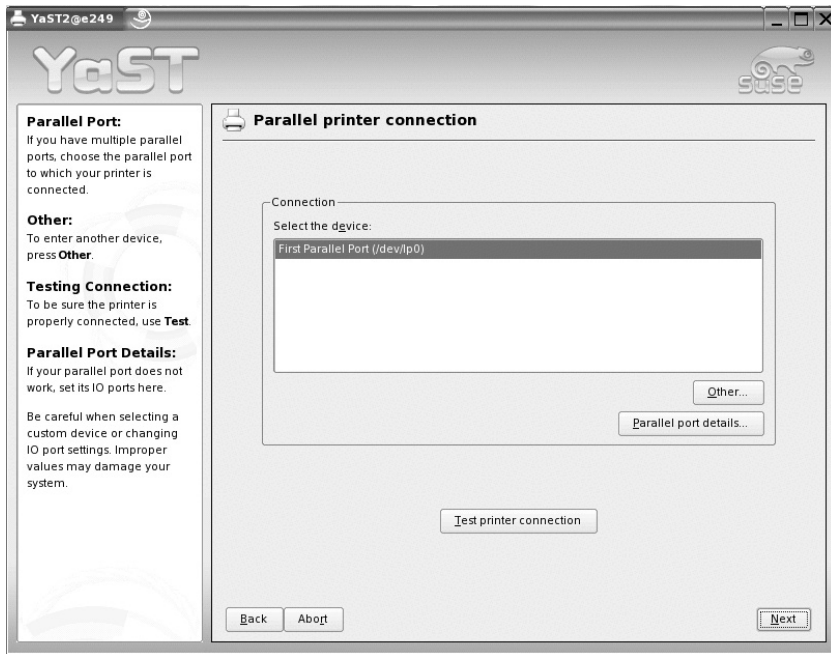 YaST2@e249
YaST
suse
Parallel Port:
If you have multiple parallel
ports, choose the parallel port
to which your printer is
connected.
Other:
To enter another device,
press Other.
Testing Connection:
To be sure the printer is
properly connected, use Test.
Parallel Port Details:
If your parallel port does not
work, set its IO ports here.
Be careful when selecting a
custom device or changing
IO port settings. Improper
values may damage your
system.
Parallel printer connection
Connection
Select the device:
First Parallel Port (/dev/lp0)
Other...
Parallel port details...
Test printer connection
Back
Abort
Next